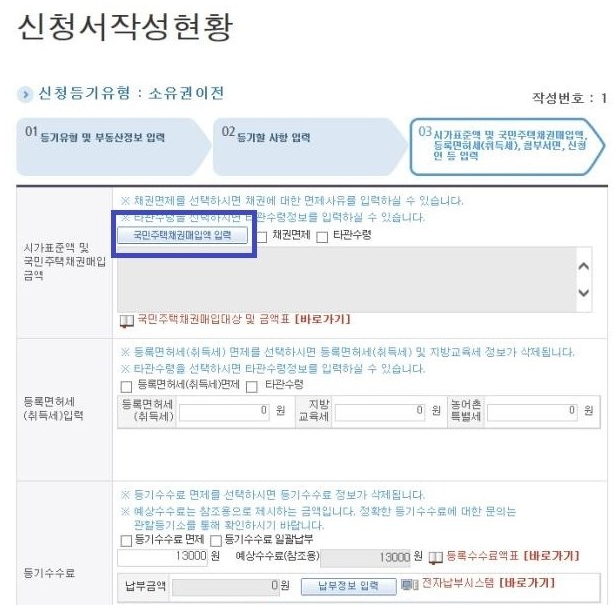 신청서작성현황
신청등기유형 : 소유권이전
작성번호 : 1
01 등기유형 및 부동산정보 입력
02 등기할 사항 입력
03 시가표준액 및 국민주택채권매입액,
등록면허세(취득세), 첨부서면, 신청
인 등 입력
※ 채권면제를 선택하시면 채권에 대한 면제사유를 입력하실 수 있습니다.
※ 타관수령을 선택하시면 타관수령정보를 입력하실 수 있습니다.
시가표준액 및
국민주택채권매입
금액
국민주택채권매입액 입력 채권면제 타관수령
국민주택채권매입대상 및 금액표 [바로가기]
※ 등록면허세(취득세) 면제를 선택하시면 등록면허세(취득세) 및 지방교육세 정보가 삭제됩니다.
※ 타관수령을 선택하시면 타관수령정보를 입력하실 수 있습니다.
등록면허세(취득세)면제 타관수령
등록면허세
(취득세)입력
등록면허세
(취득세)
0 원
지방
교육세
0 원
농어촌
특별세
0 원
※ 등기수수료 면제를 선택하시면 등기수수료 정보가 삭제됩니다.
※ 예상수수료는 참조용으로 제시하는 금액입니다. 정확한 등기수수료에 대한 문의는
관할등기소를 통해 확인하시기 바랍니다.
등기수수료 면제 등기수수료 일괄납부
등기수수료
13000 원 예상수수료(참조용) 13000 원 등록수수료액표 [바로가기]
납부금액 0 원 납부정보 입력 전자납부시스템 [바로가기]